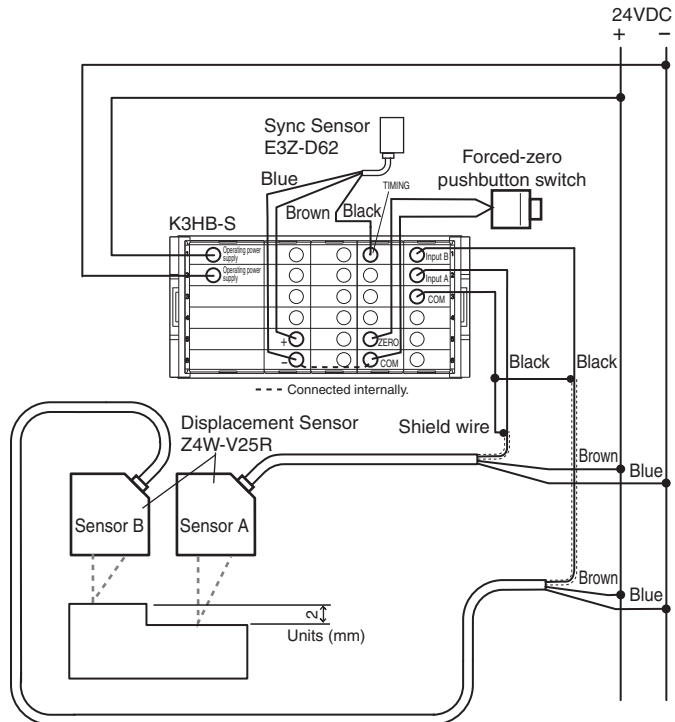 24VDC
+ −
Sync Sensor
E3Z-D62
Forced-zero
pushbutton switch
Blue
Brown
Black
TIMING
K3HB-S
Operating power
supply
Input B
Operating power
supply
Input A
COM
+
ZERO
−
COM
---- Connected internally.
Black
Black
Displacement Sensor
Z4W-V25R
Shield wire
Brown
Blue
Sensor B
Sensor A
Brown
Blue
2
Units (mm)